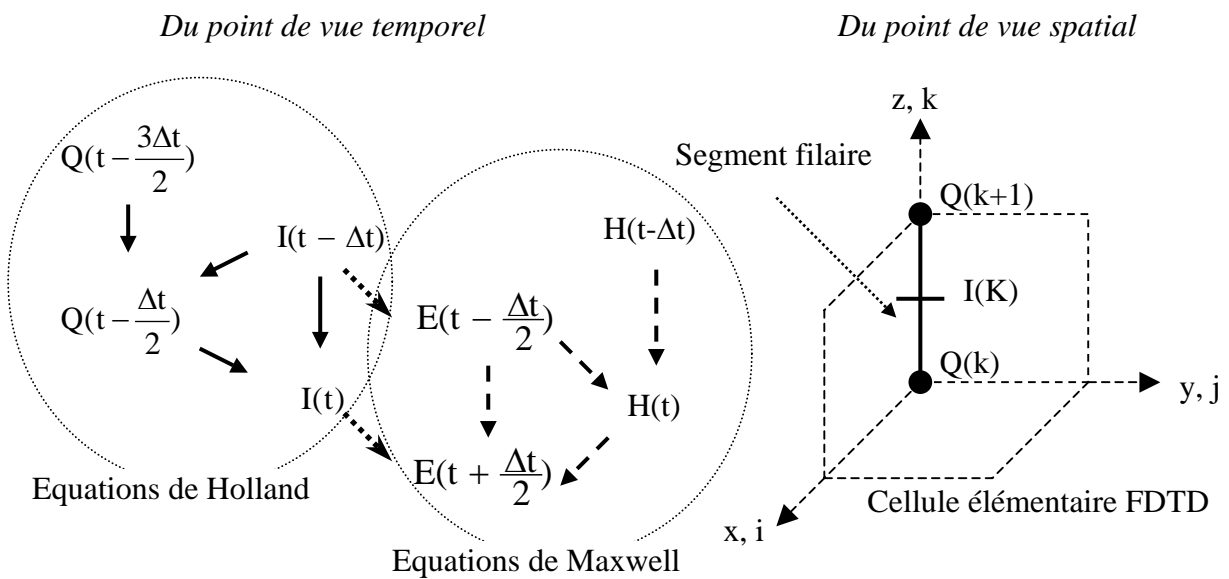 Du point de vue temporel
Q(t − 3Δt/2)
I(t − Δt)
Q(t − Δt/2)
I(t)
Equations de Holland
H(t-Δt)
E(t − Δt/2)
H(t)
E(t + Δt/2)
Equations de Maxwell
Du point de vue spatial
z, k
Segment filaire
Q(k+1)
I(K)
Q(k)
y, j
Cellule élémentaire FDTD
x, i